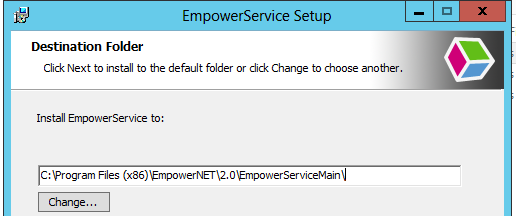 EmpowerService Setup
Destination Folder
Click Next to install to the default folder or click Change to choose another.
Install EmpowerService to:
C:\Program Files (x86)\EmpowerNET\2.0\EmpowerServiceMain\
Change...